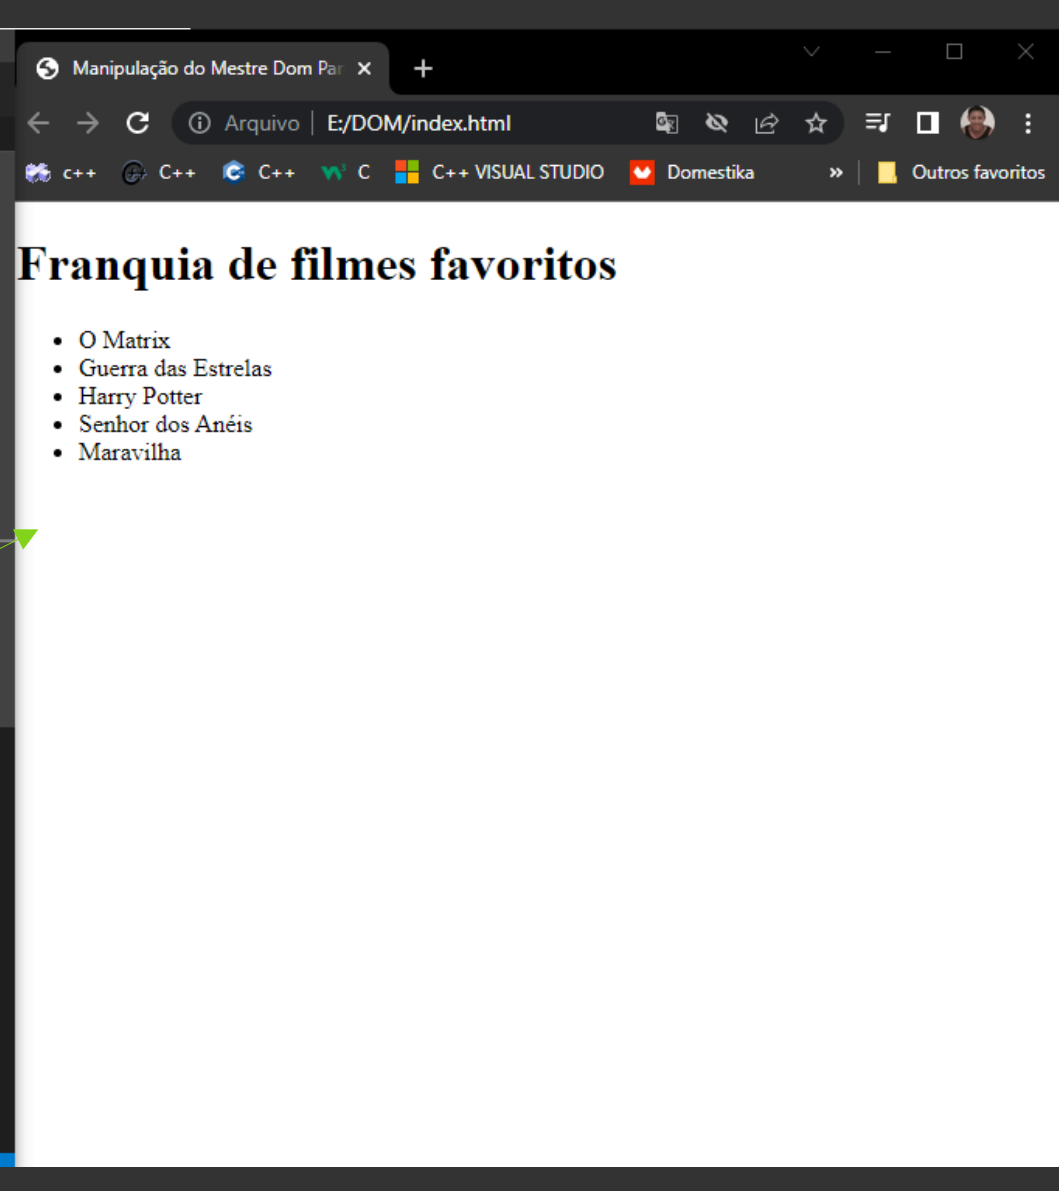 Manipulação do Mestre Dom Par
Arquivo E:/DOM/index.html
c++ C++ C++ C C++ VISUAL STUDIO Domestika » Outros favoritos
Franquia de filmes favoritos
O Matrix
Guerra das Estrelas
Harry Potter
Senhor dos Anéis
Maravilha